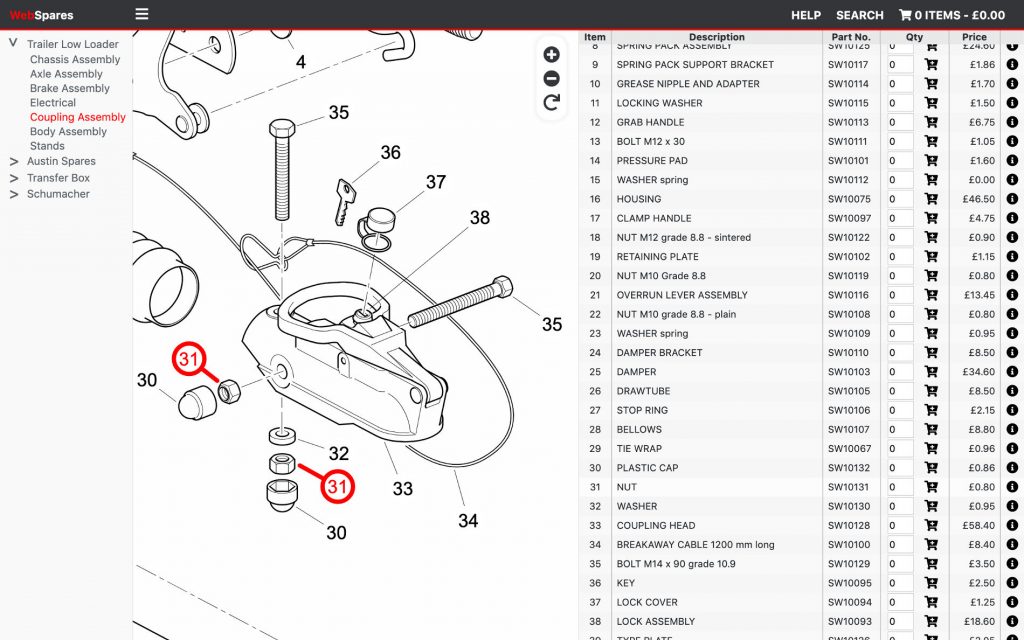 WebSpares
HELP SEARCH 0 ITEMS - £0.00
Trailer Low Loader
Chassis Assembly
Axle Assembly
Brake Assembly
Electrical
Coupling Assembly
Body Assembly
Stands
Austin Spares
Transfer Box
Schumacher
4
35
36
37
38
35
31
30
32
31
33
30
34
Item Description Part No. Qty Price
8 SPRING PACK ASSEMBLY SW10125 0 £24.60
9 SPRING PACK SUPPORT BRACKET SW10117 0 £1.86
10 GREASE NIPPLE AND ADAPTER SW10114 0 £1.70
11 LOCKING WASHER SW10115 0 £1.50
12 GRAB HANDLE SW10113 0 £6.75
13 BOLT M12 x 30 SW10111 0 £1.05
14 PRESSURE PAD SW10101 0 £1.60
15 WASHER spring SW10112 0 £0.00
16 HOUSING SW10075 0 £46.50
17 CLAMP HANDLE SW10097 0 £4.75
18 NUT M12 grade 8.8 - sintered SW10122 0 £0.90
19 RETAINING PLATE SW10102 0 £1.15
20 NUT M10 Grade 8.8 SW10119 0 £0.80
21 OVERRUN LEVER ASSEMBLY SW10116 0 £13.45
22 NUT M10 grade 8.8 - plain SW10108 0 £0.80
23 WASHER spring SW10109 0 £0.95
24 DAMPER BRACKET SW10110 0 £8.50
25 DAMPER SW10103 0 £34.60
26 DRAWTUBE SW10105 0 £8.50
27 STOP RING SW10106 0 £2.15
28 BELLOWS SW10107 0 £8.80
29 TIE WRAP SW10067 0 £0.96
30 PLASTIC CAP SW10132 0 £0.86
31 NUT SW10131 0 £0.80
32 WASHER SW10130 0 £0.95
33 COUPLING HEAD SW10128 0 £58.40
34 BREAKAWAY CABLE 1200 mm long SW10100 0 £8.40
35 BOLT M14 x 90 grade 10.9 SW10129 0 £3.50
36 KEY SW10095 0 £2.50
37 LOCK COVER SW10094 0 £1.25
38 LOCK ASSEMBLY SW10093 0 £18.60
39 TYPE PLATE